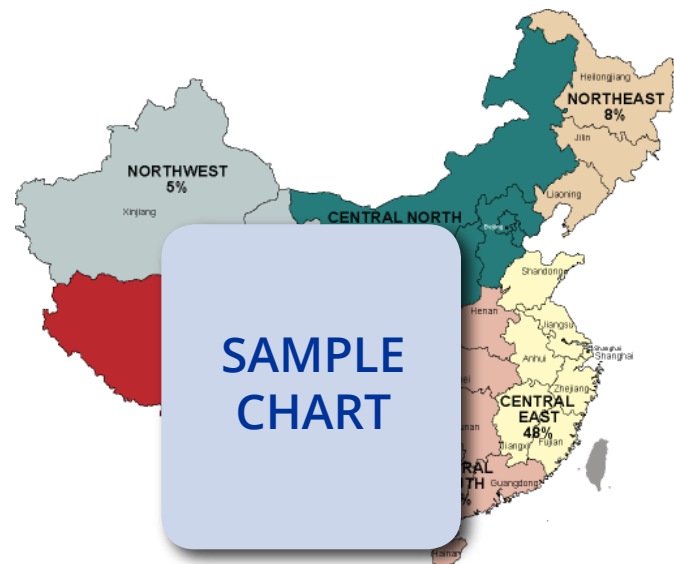 Heilongjiang
NORTHEAST
8%
Jilin
NORTHWEST
5%
Liaoning
Xinjiang
CENTRAL NORTH
Beijing
Shandong
Henan
Jiangsu
Shanghai
Shanghai
Anhui
SAMPLE
CHART
Zhejiang
CENTRAL
EAST
48%
Jiangxi
Fujian
Guangdong
Hainan